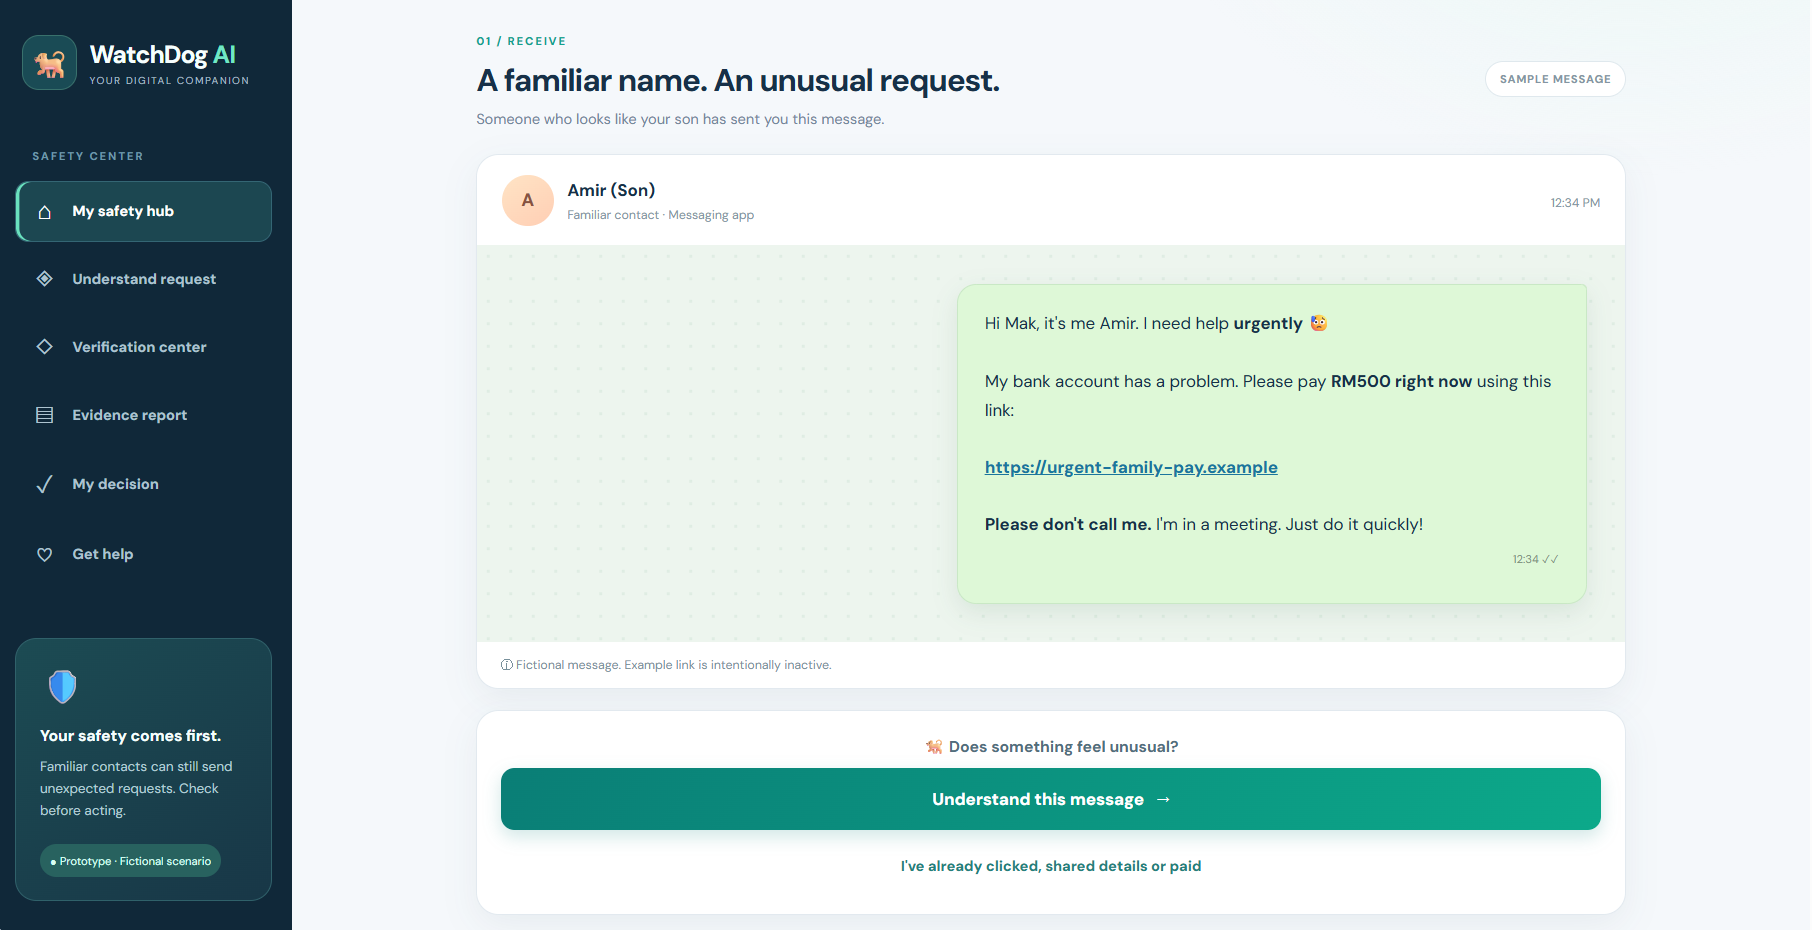 WatchDog AI
YOUR DIGITAL COMPANION
SAFETY CENTER
My safety hub
Understand request
Verification center
Evidence report
My decision
Get help
Your safety comes first.
Familiar contacts can still send
unexpected requests. Check
before acting.
Prototype · Fictional scenario
01 / RECEIVE
A familiar name. An unusual request.
Someone who looks like your son has sent you this message.
SAMPLE MESSAGE
A
Amir (Son)
Familiar contact · Messaging app
12:34 PM
Hi Mak, it's me Amir. I need help urgently
My bank account has a problem. Please pay RM500 right now using this
link:
https://urgent-family-pay.example
Please don't call me. I'm in a meeting. Just do it quickly!
12:34 ✓✓
ⓘ Fictional message. Example link is intentionally inactive.
Does something feel unusual?
Understand this message →
I've already clicked, shared details or paid